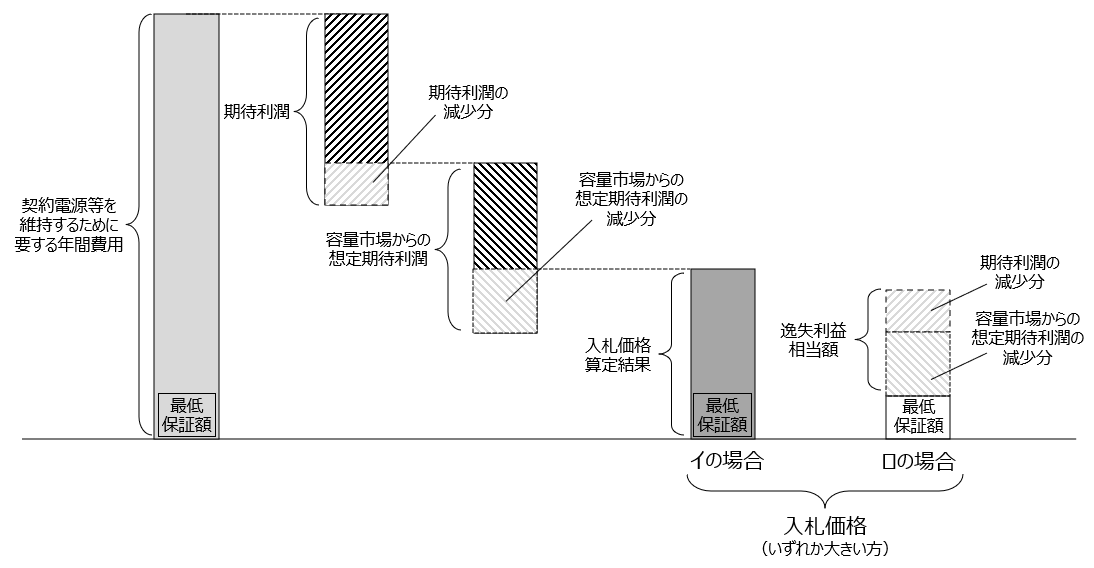 契約電源等を
維持するために
要する年間費用
最低
保証額
期待利潤
期待利潤の
減少分
容量市場からの
想定期待利潤
容量市場からの
想定期待利潤の
減少分
入札価格
算定結果
最低
保証額
イの場合
逸失利益
相当額
期待利潤の
減少分
容量市場からの
想定期待利潤の
減少分
最低
保証額
ロの場合
入札価格
（いずれか大きい方）